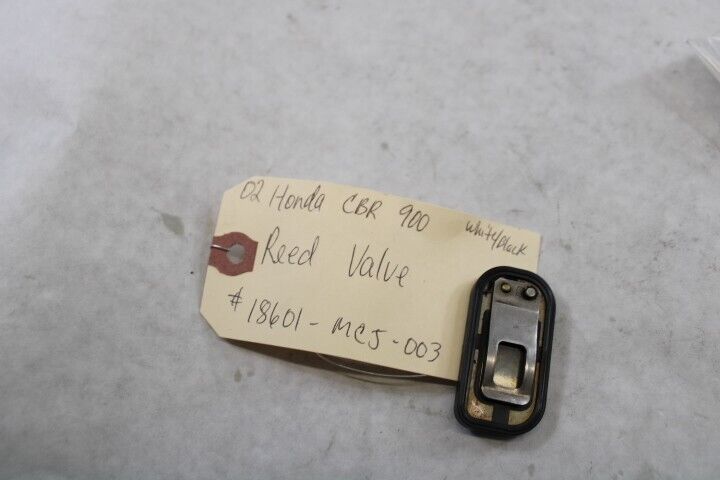 02 Honda CBR 900 white/black
Reed Valve
# 18601-MCJ-003